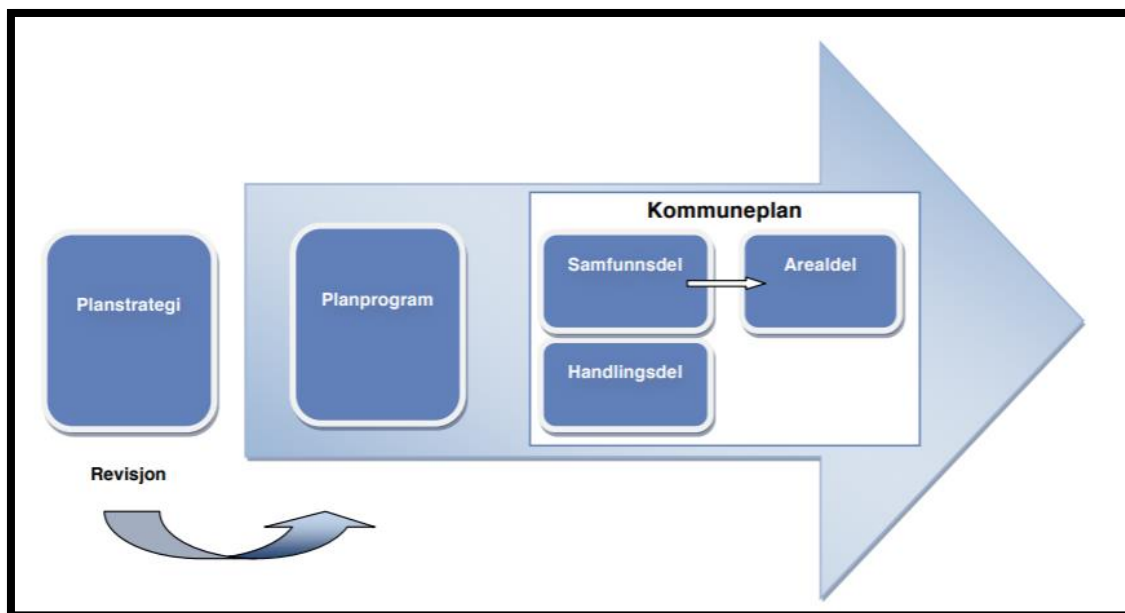 Kommuneplan
Samfunnsdel
Arealdel
Planstrategi
Planprogram
Handlingsdel
Revisjon